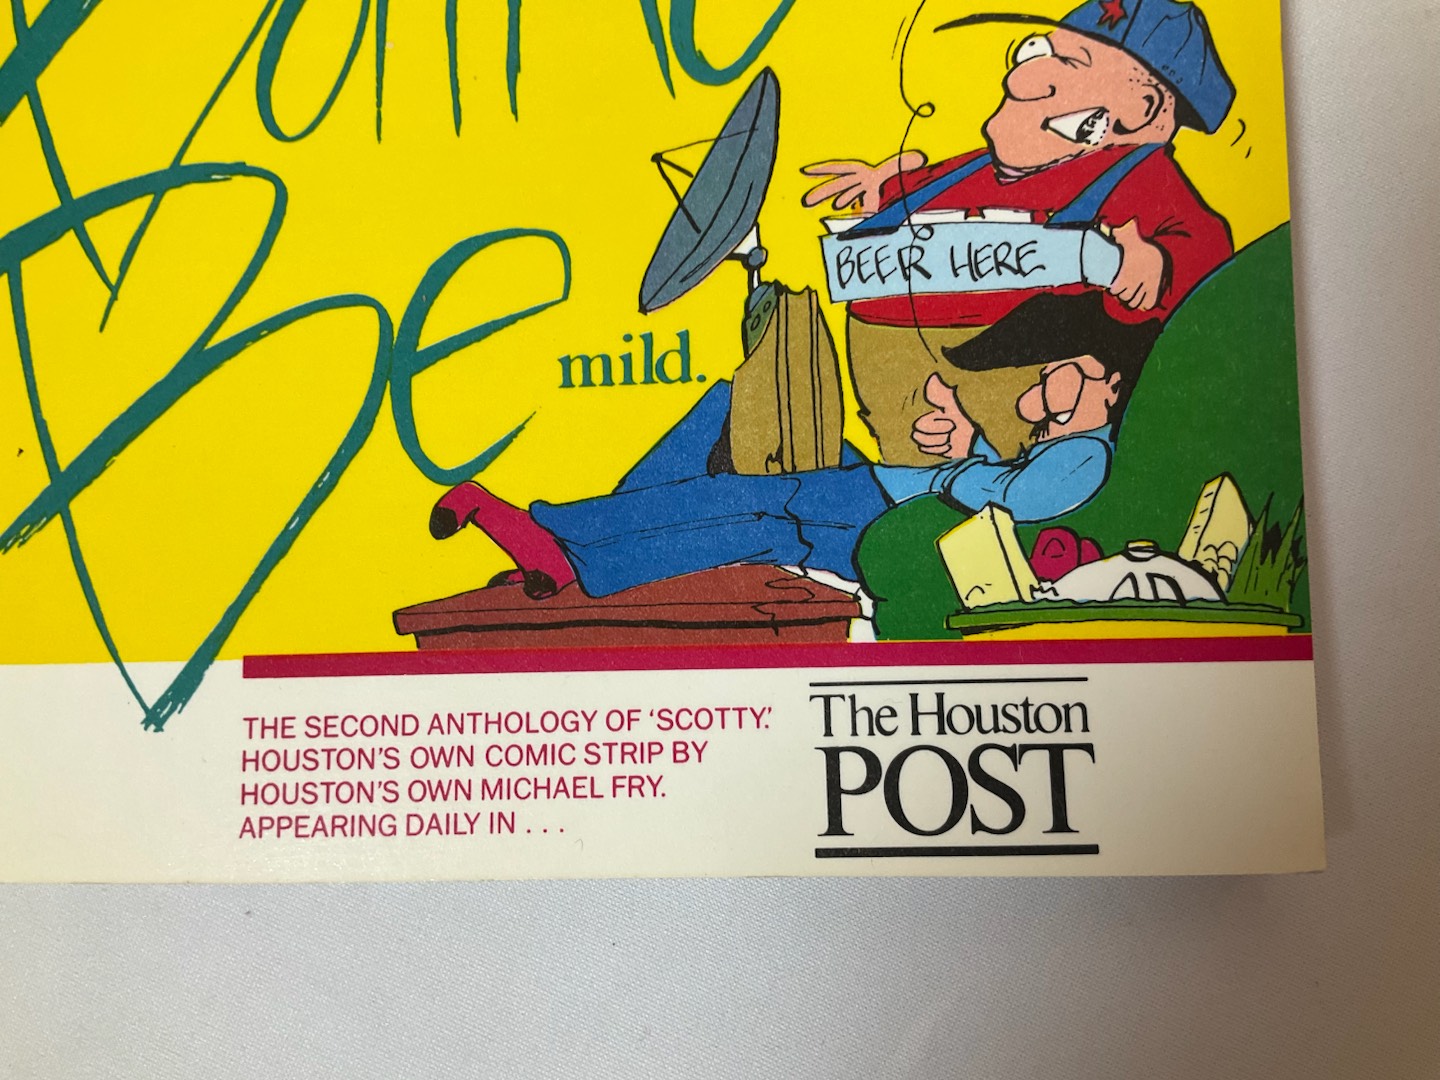 Be
mild.
BEER HERE
THE SECOND ANTHOLOGY OF 'SCOTTY.'
HOUSTON'S OWN COMIC STRIP BY
HOUSTON'S OWN MICHAEL FRY.
APPEARING DAILY IN . . .
The Houston
POST